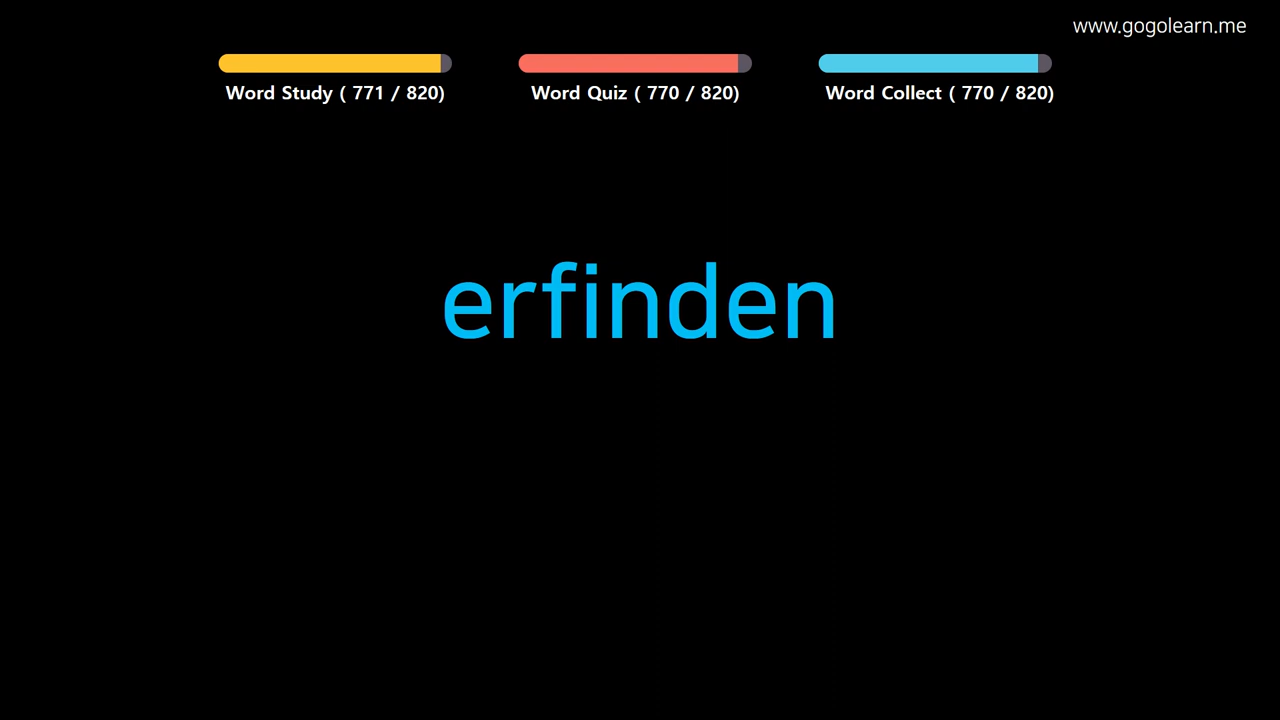 www.gogolearn.me
Word Study ( 771 / 820)
Word Quiz ( 770 / 820)
Word Collect ( 770 / 820)
erfinden